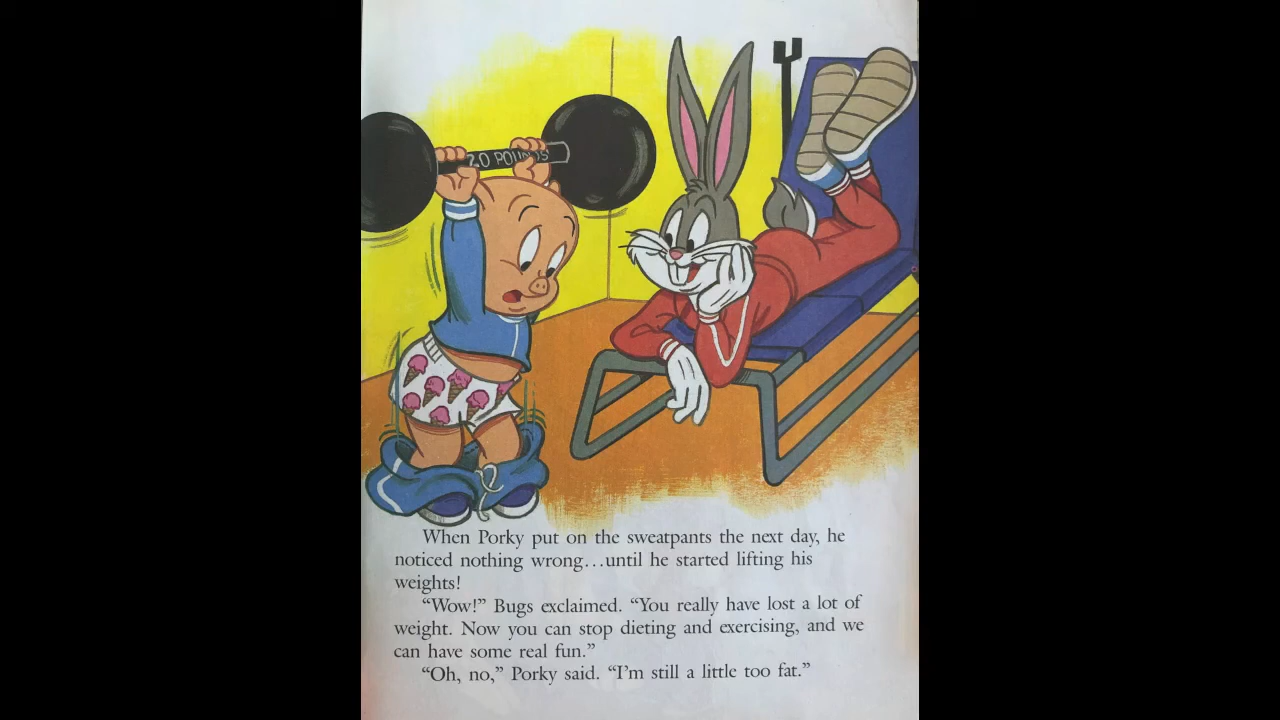 20 POUNDS
When Porky put on the sweatpants the next day, he
noticed nothing wrong...until he started lifting his
weights!
“Wow!” Bugs exclaimed. “You really have lost a lot of
weight. Now you can stop dieting and exercising, and we
can have some real fun.”
“Oh, no,” Porky said. “I’m still a little too fat.”